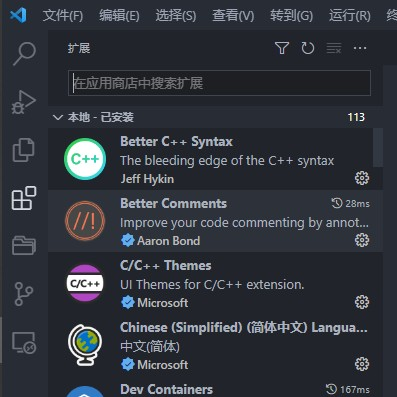 文件(F) 编辑(E) 选择(S) 查看(V) 转到(G) 运行(R)
扩展
在应用商店中搜索扩展
本地 - 已安装 113
C++
Better C++ Syntax
The bleeding edge of the C++ syntax
Jeff Hykin
//!
Better Comments 28ms
Improve your code commenting by annot...
Aaron Bond
C/C++
C/C++ Themes
UI Themes for C/C++ extension.
Microsoft
Chinese (Simplified) (简体中文) Langua...
中文(简体)
Microsoft
Dev Containers 167ms